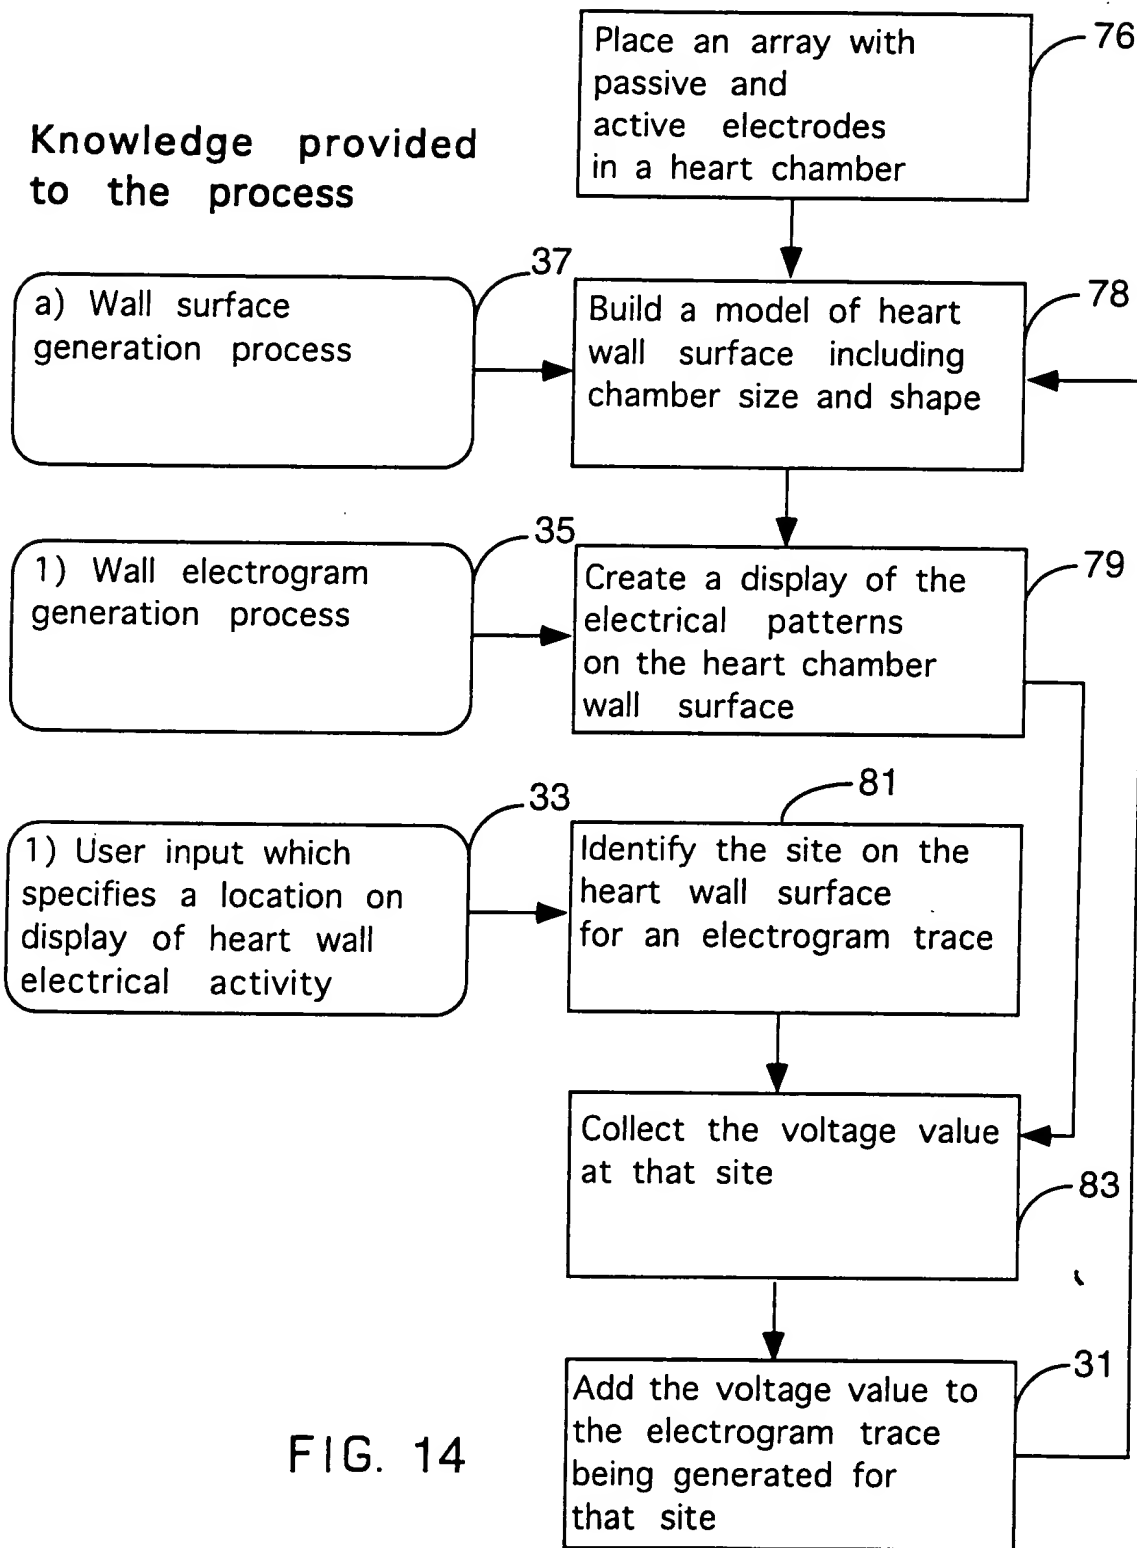 Place an array with
passive and
active electrodes
in a heart chamber
76
Knowledge provided
to the process
a) Wall surface
generation process
37
Build a model of heart
wall surface including
chamber size and shape
78
1) Wall electrogram
generation process
35
Create a display of the
electrical patterns
on the heart chamber
wall surface
79
1) User input which
specifies a location on
display of heart wall
electrical activity
33
81
Identify the site on the
heart wall surface
for an electrogram trace
Collect the voltage value
at that site
83
Add the voltage value to
the electrogram trace
being generated for
that site
31
FIG. 14